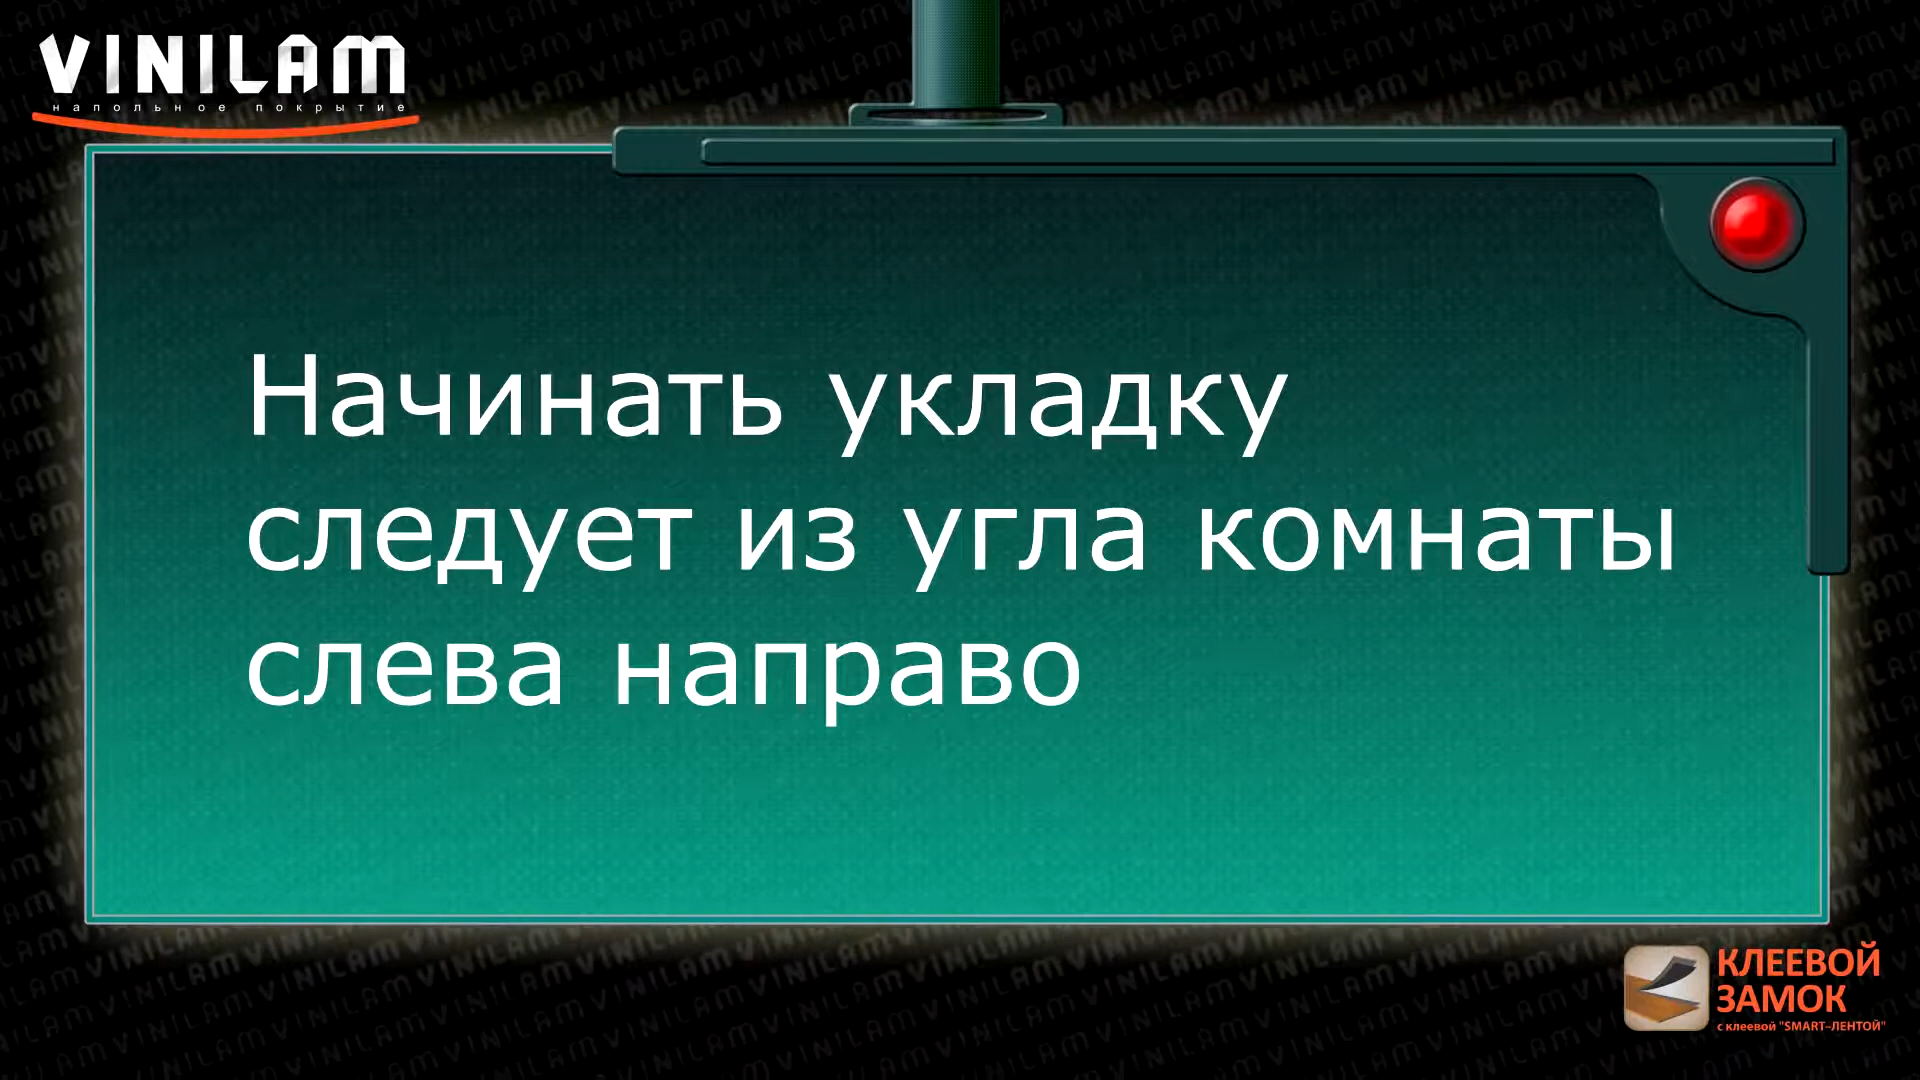 VINILAM
напольное покрытие
Начинать укладку
следует из угла комнаты
слева направо
КЛЕЕВОЙ
ЗАМОК
с клеевой "SMART-ЛЕНТОЙ"